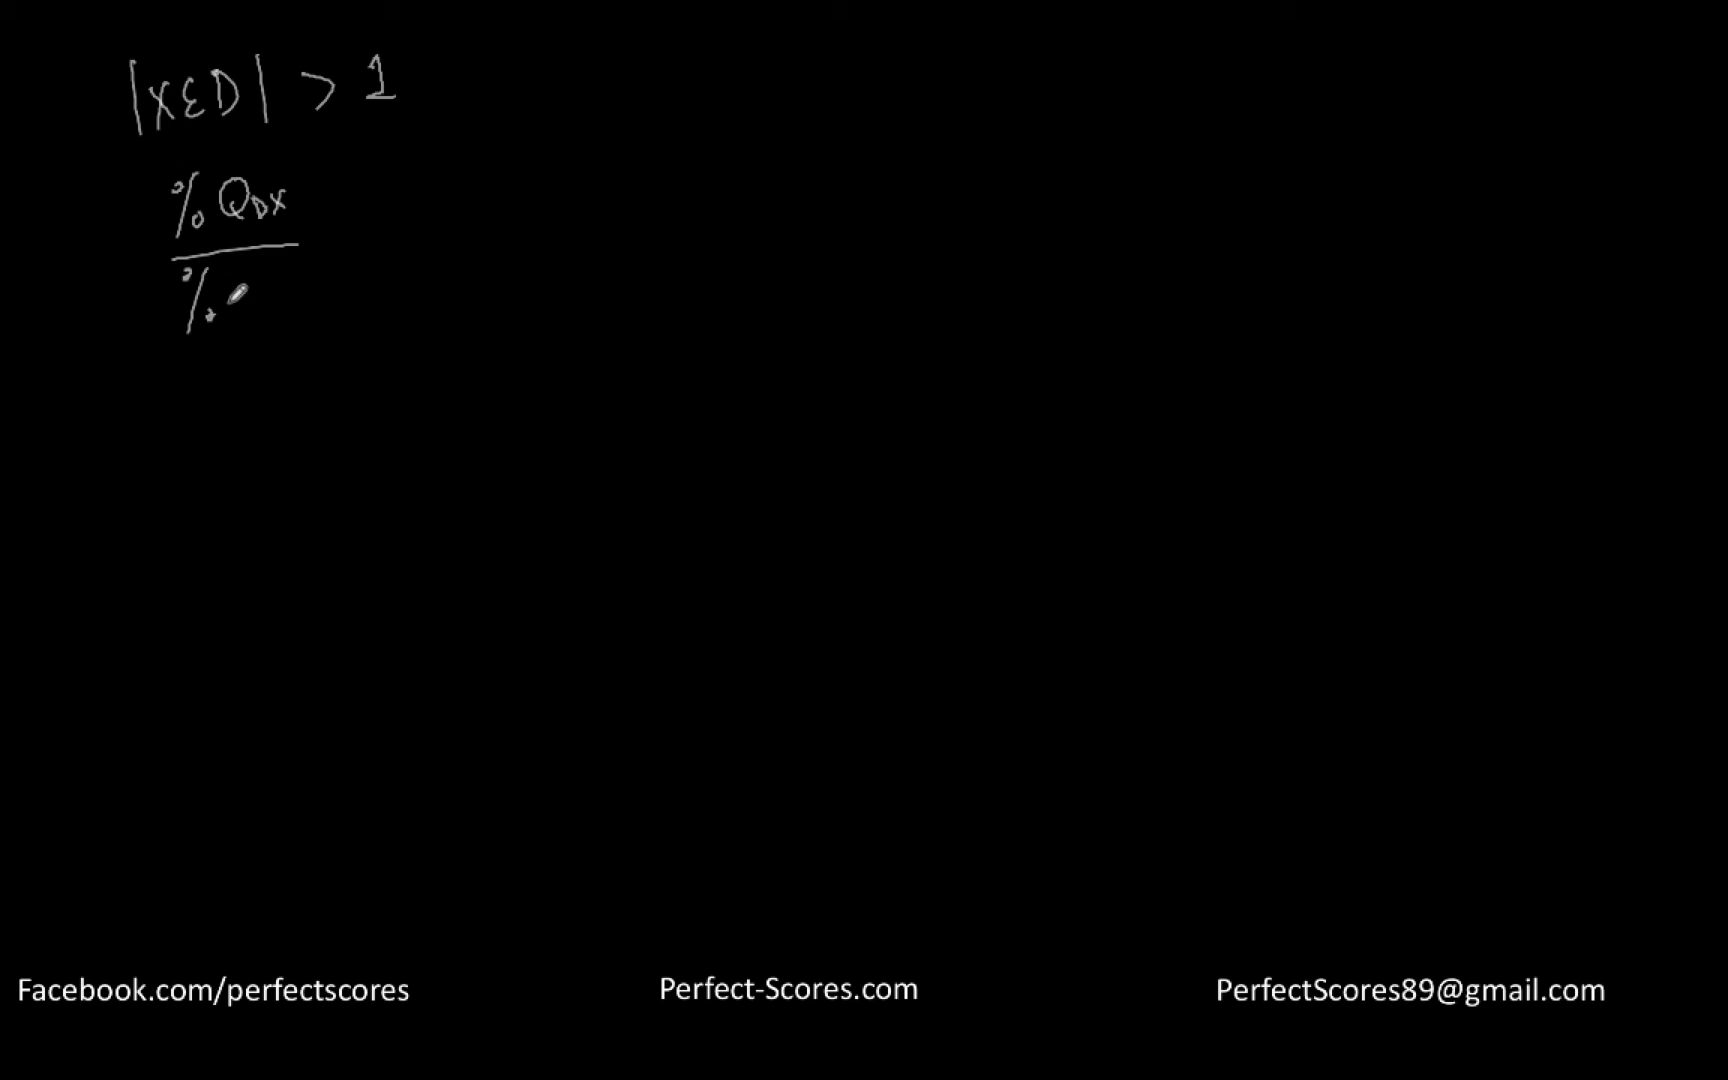 |XED| > 1
% QDX
%
Facebook.com/perfectscores
Perfect-Scores.com
PerfectScores89@gmail.com